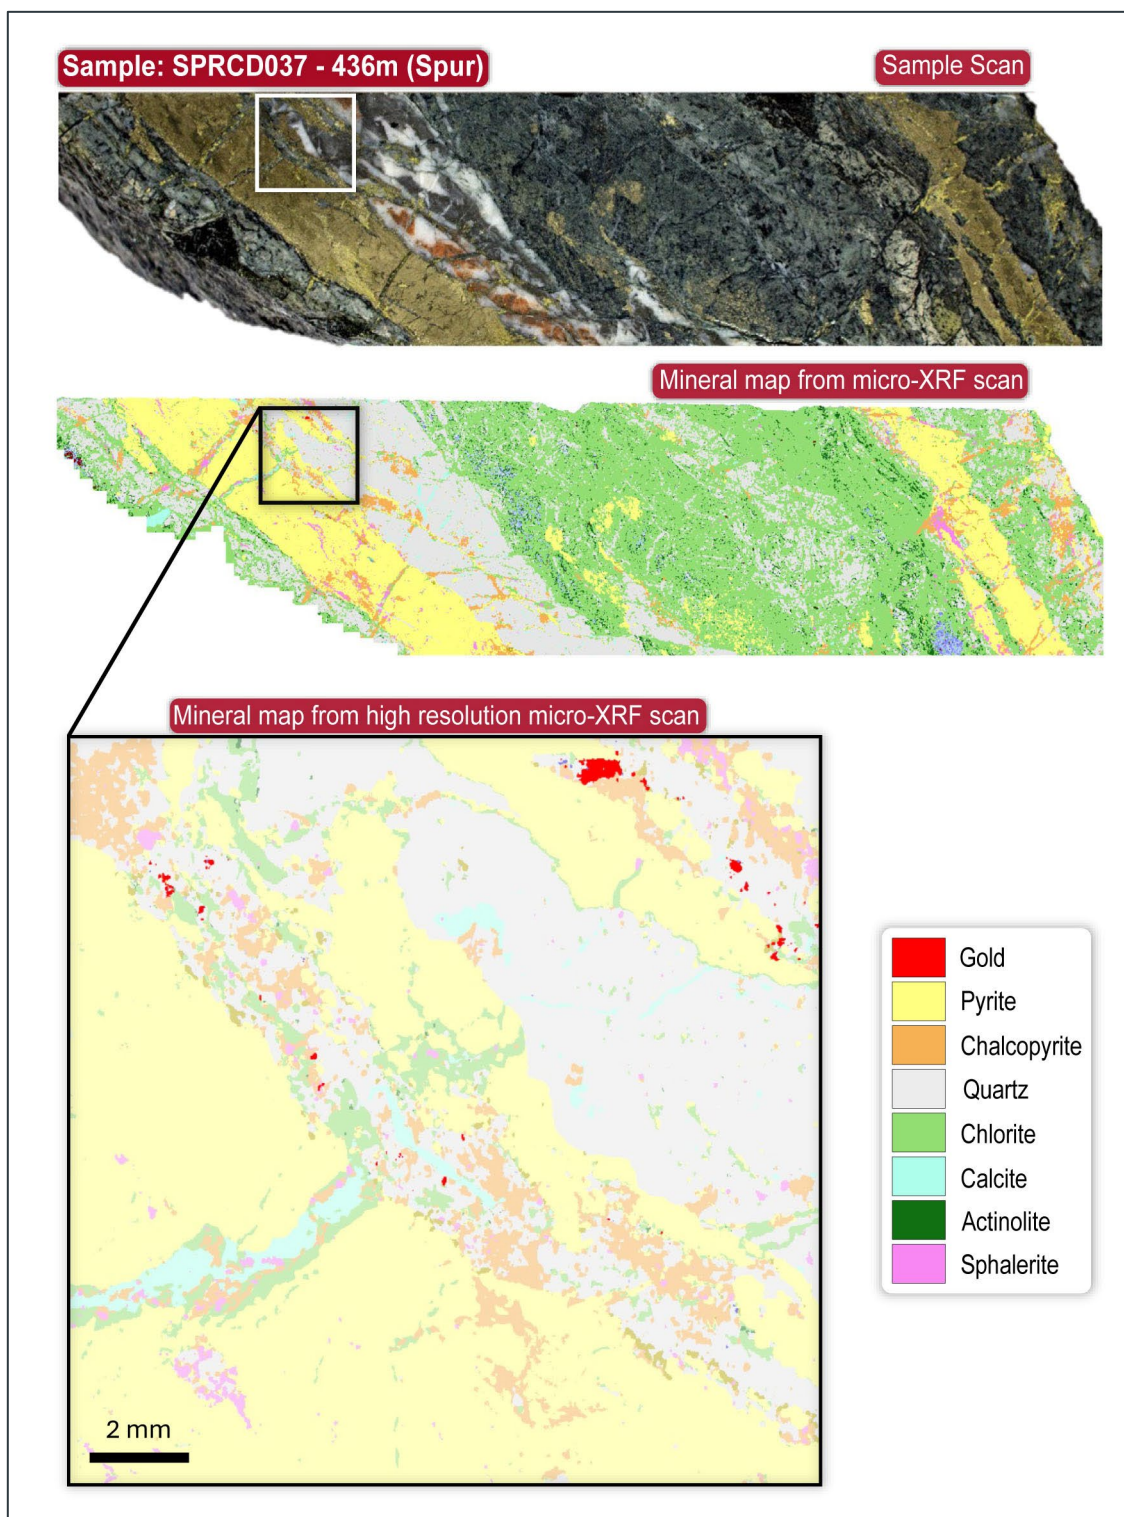 Sample: SPRCD037 - 436m (Spur)
Sample Scan
Mineral map from micro-XRF scan
Mineral map from high resolution micro-XRF scan
Gold
Pyrite
Chalcopyrite
Quartz
Chlorite
Calcite
Actinolite
Sphalerite
2 mm